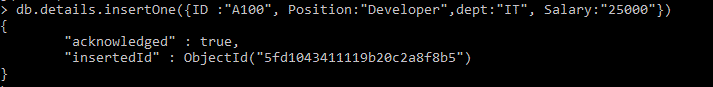 > db.details.insertOne({ID :"A100", Position:"Developer",dept:"IT", Salary:"25000"})
{
        "acknowledged" : true,
        "insertedId" : ObjectId("5fd1043411119b20c2a8f8b5")
}